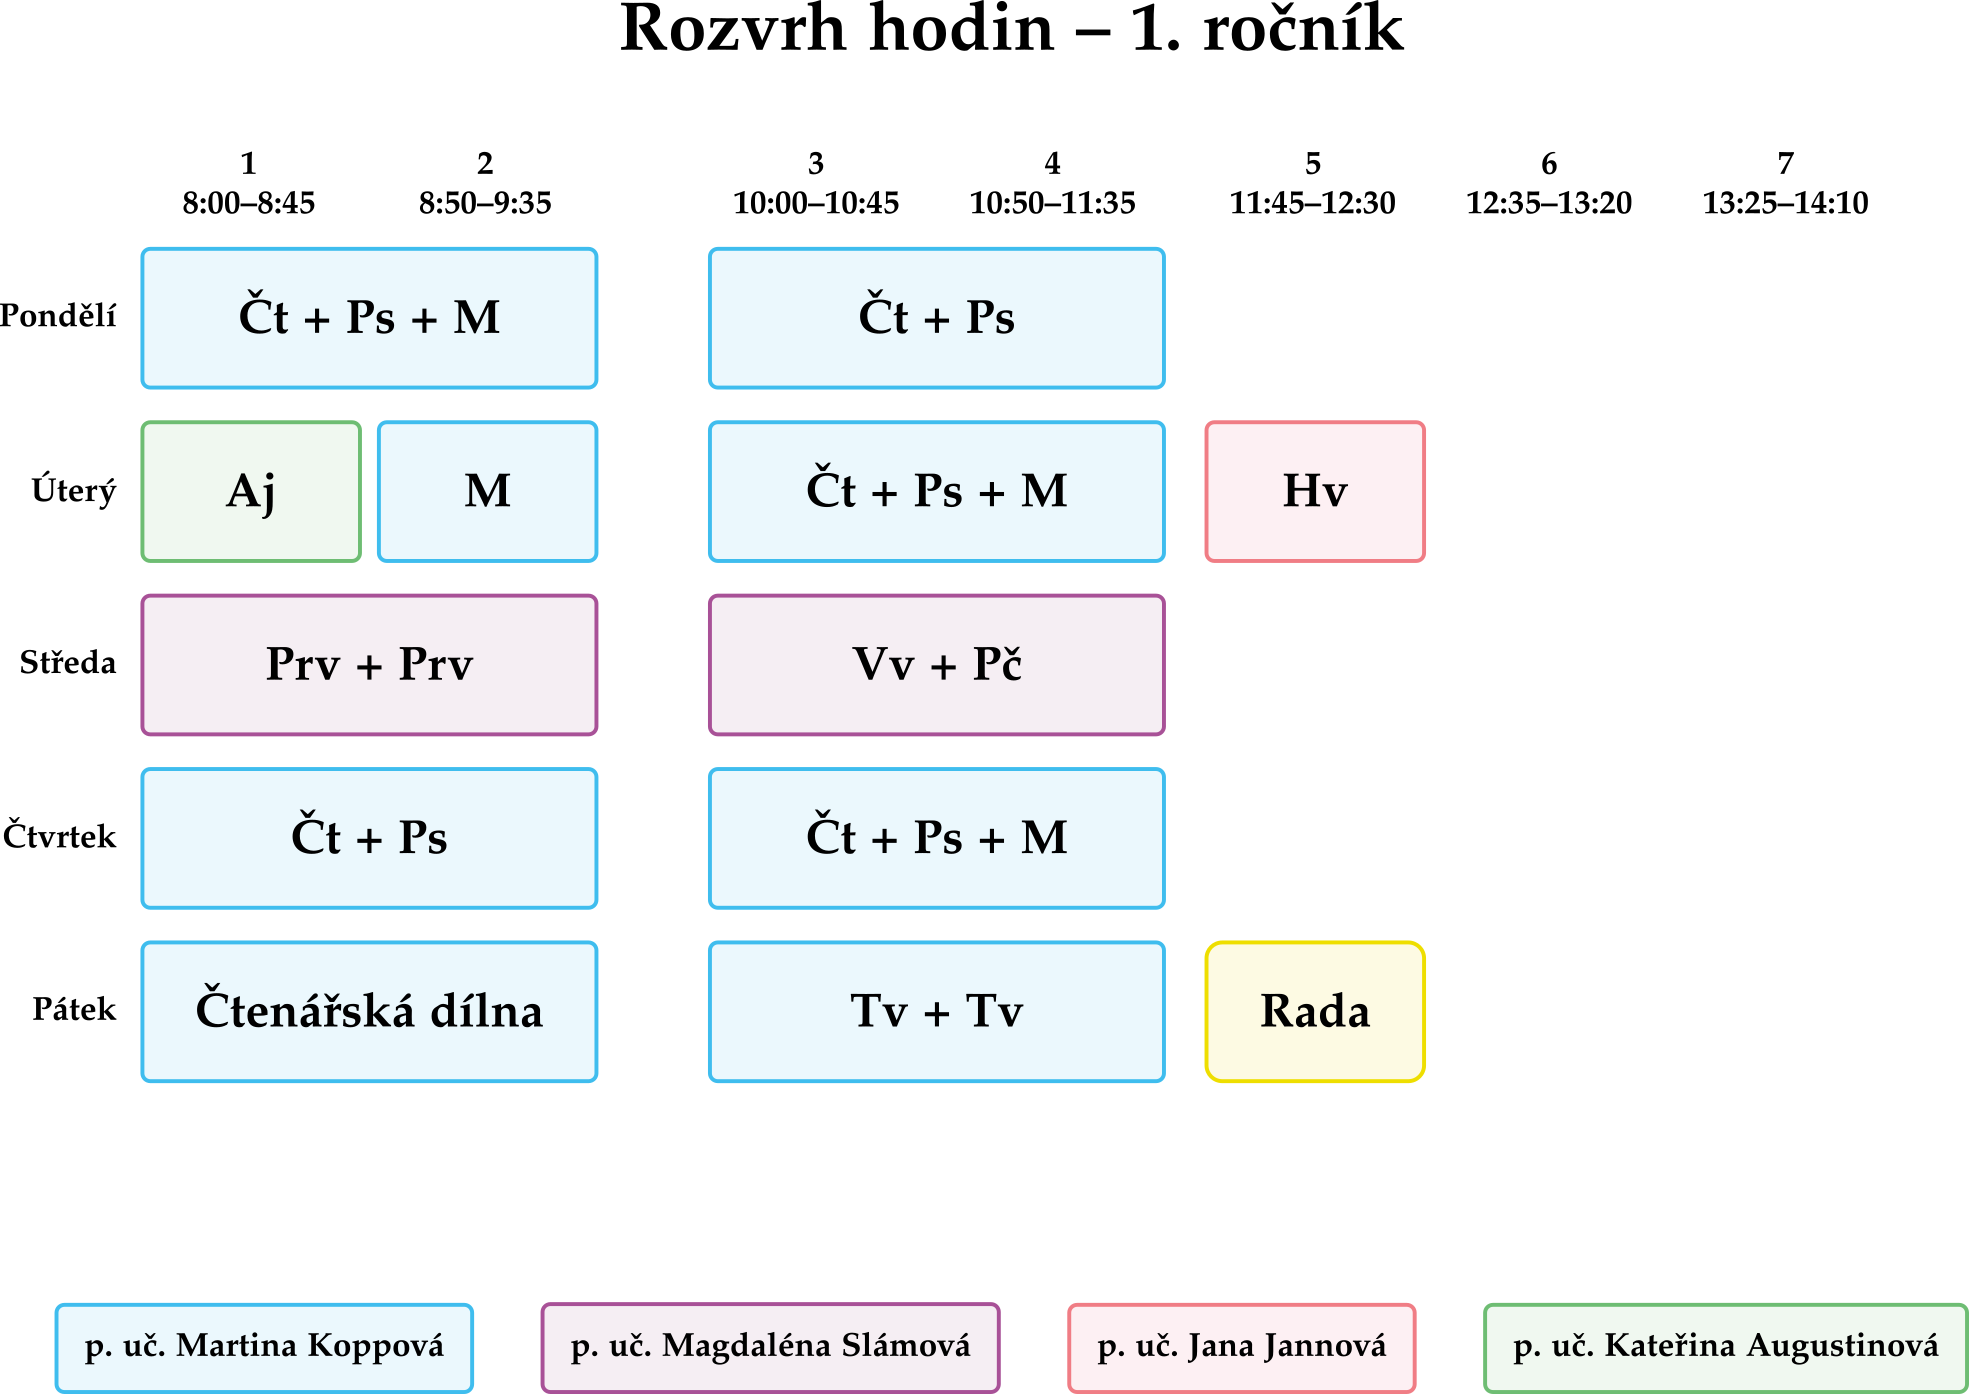 Rozvrh hodin – 1. ročník
1 2 3 4 5 6 7
8:00–8:45 8:50–9:35 10:00–10:45 10:50–11:35 11:45–12:30 12:35–13:20 13:25–14:10
Pondělí Čt + Ps + M Čt + Ps
Úterý Aj M Čt + Ps + M Hv
Středa Prv + Prv Vv + Pč
Čtvrtek Čt + Ps Čt + Ps + M
Pátek Čtenářská dílna Tv + Tv Rada
p. uč. Martina Koppová p. uč. Magdaléna Slámová p. uč. Jana Jannová p. uč. Kateřina Augustinová